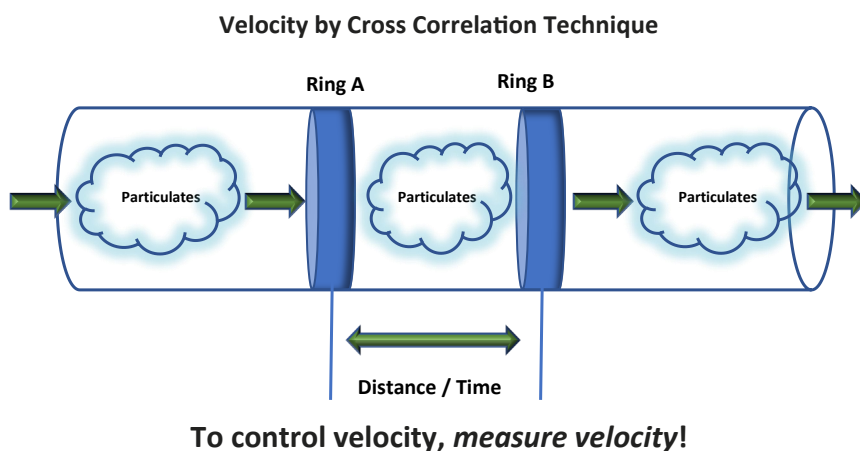 Velocity by Cross Correlation Technique
Ring A
Ring B
Particulates
Particulates
Particulates
Distance / Time
To control velocity, measure velocity!